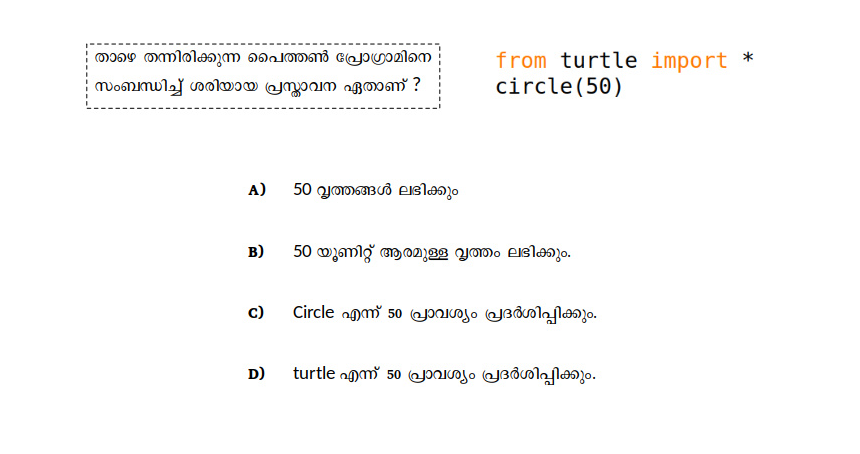 താഴെ തന്നിരിക്കുന്ന പൈത്തൺ പ്രോഗ്രാമിനെ
സംബന്ധിച്ച് ശരിയായ പ്രസ്താവന ഏതാണ് ?
from turtle import *
circle(50)
A) 50 വൃത്തങ്ങൾ ലഭിക്കും
B) 50 യൂണിറ്റ് ആരമുള്ള വൃത്തം ലഭിക്കും.
C) Circle എന്ന് 50 പ്രാവശ്യം പ്രദർശിപ്പിക്കും.
D) turtle എന്ന് 50 പ്രാവശ്യം പ്രദർശിപ്പിക്കും.